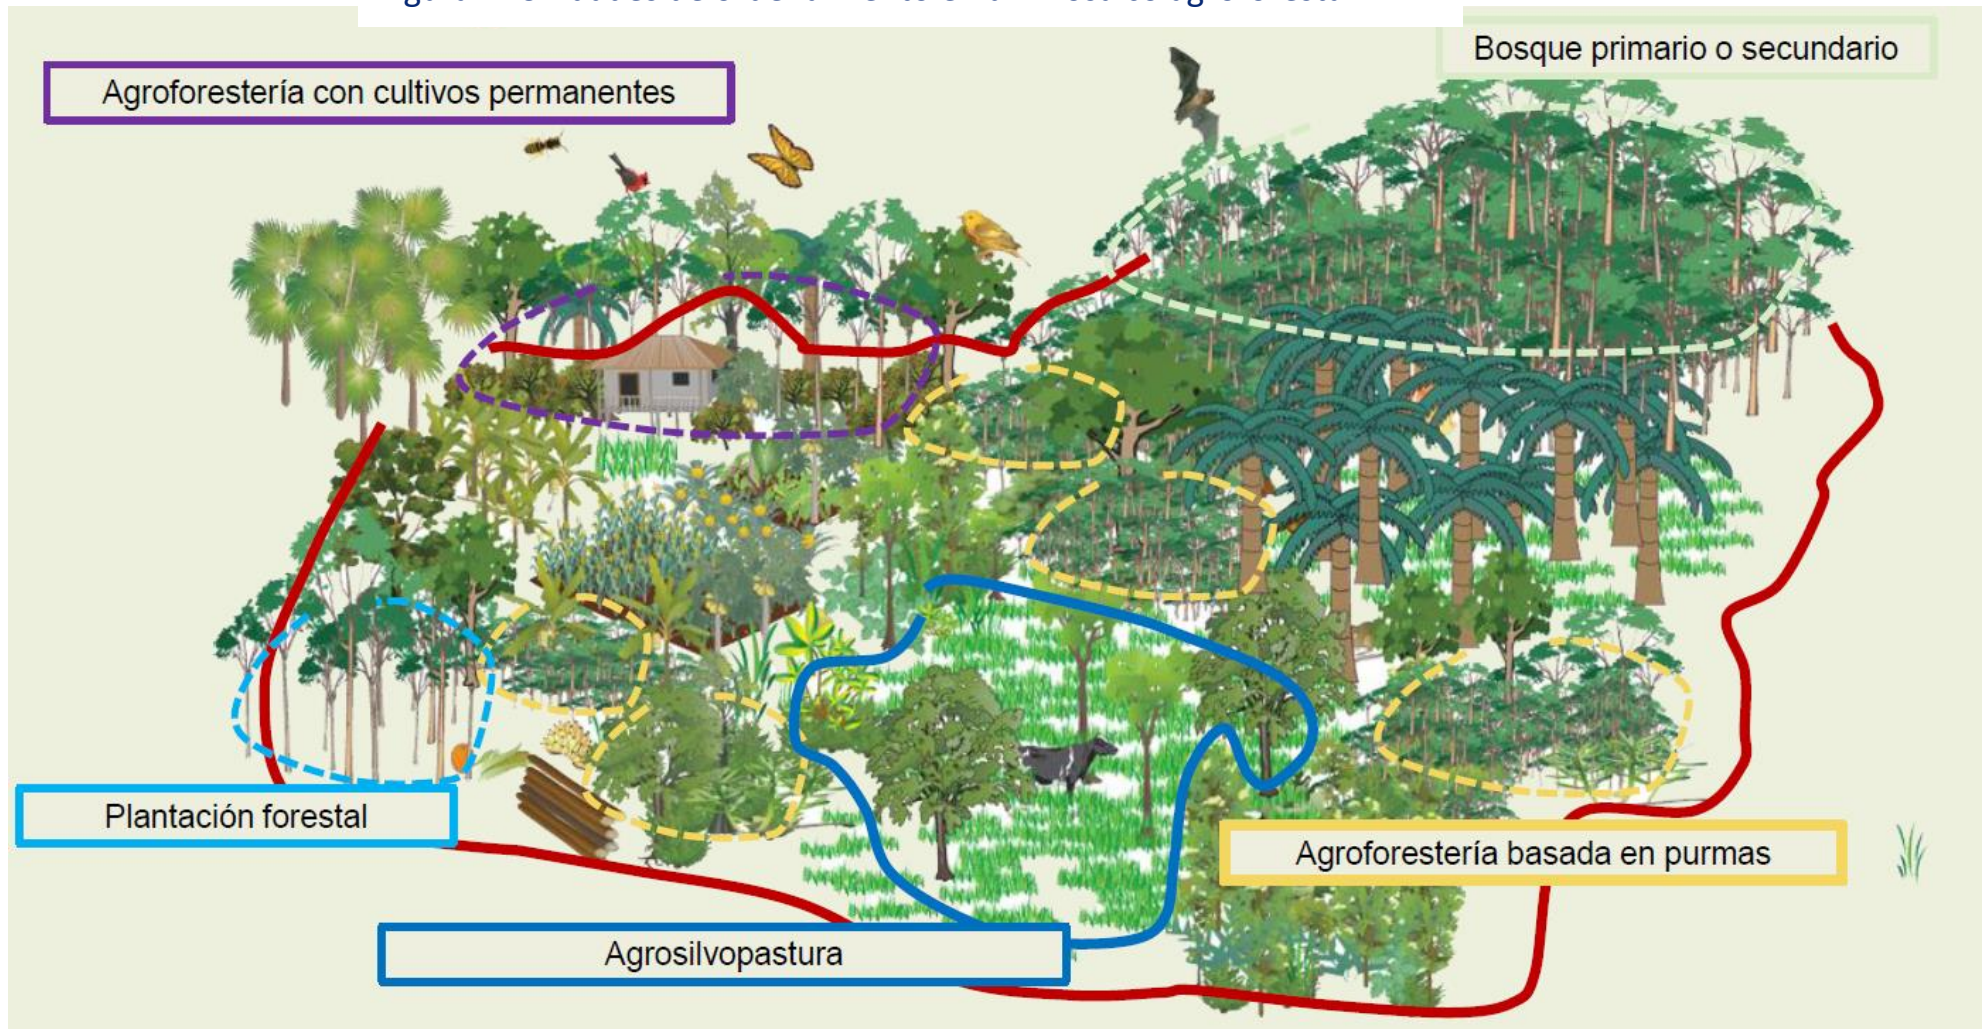 Agroforestería con cultivos permanentes
Bosque primario o secundario
Plantación forestal
Agroforestería basada en purmas
Agrosilvopastura